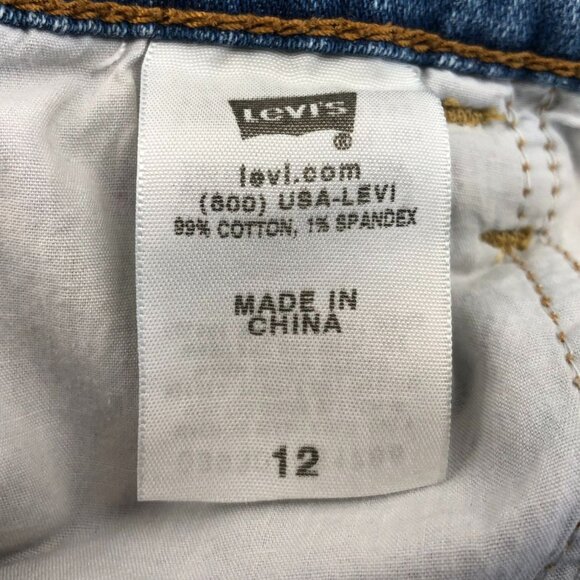 Levi's
®
levi.com
(800) USA-LEVI
99% COTTON, 1% SPANDEX
MADE IN
CHINA
12